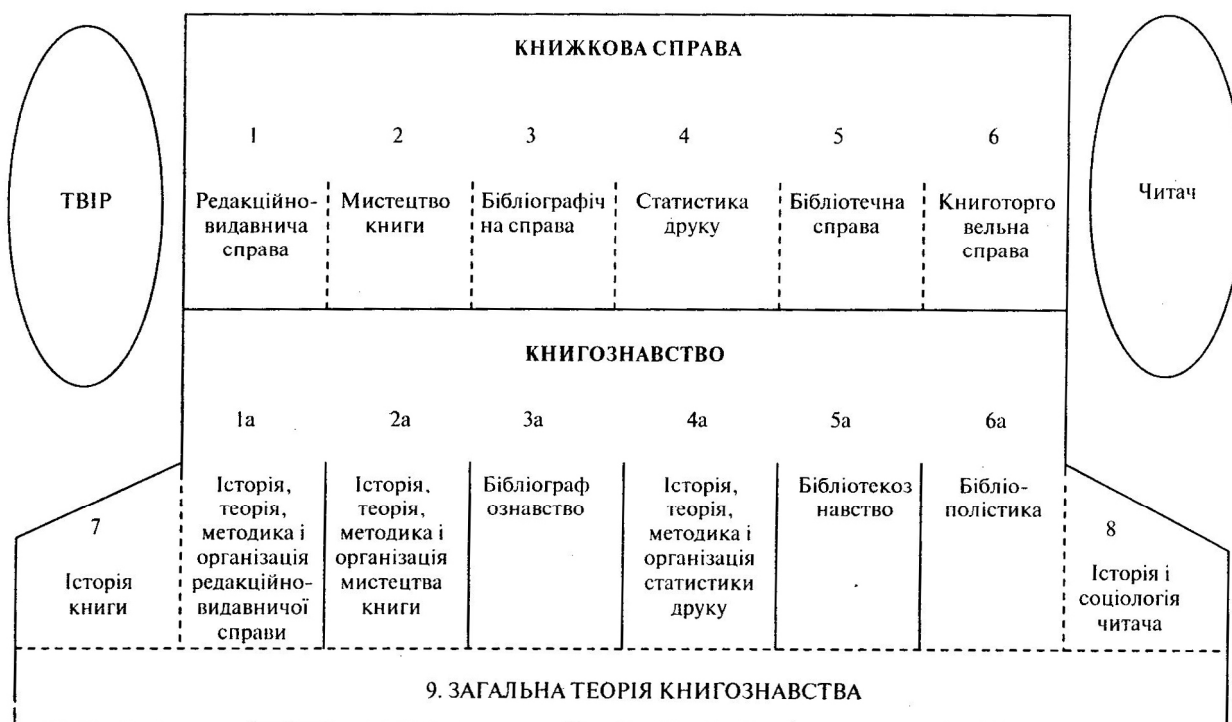 КНИЖКОВА СПРАВА
ТВІР
1
Редакційно-
видавнича
справа
2
Мистецтво
книги
3
Бібліографіч
на справа
4
Статистика
друку
5
Бібліотечна
справа
6
Книготорго
вельна
справа
Читач
КНИГОЗНАВСТВО
7
Історія
книги
1а
Історія,
теорія,
методика і
організація
редакційно-
видавничої
справи
2а
Історія,
теорія,
методика і
організація
мистецтва
книги
3а
Бібліограф
ознавство
4а
Історія,
теорія,
методика і
організація
статистики
друку
5а
Бібліотекоз
навство
6а
Бібліо-
полістика
8
Історія і
соціологія
читача
9. ЗАГАЛЬНА ТЕОРІЯ КНИГОЗНАВСТВА